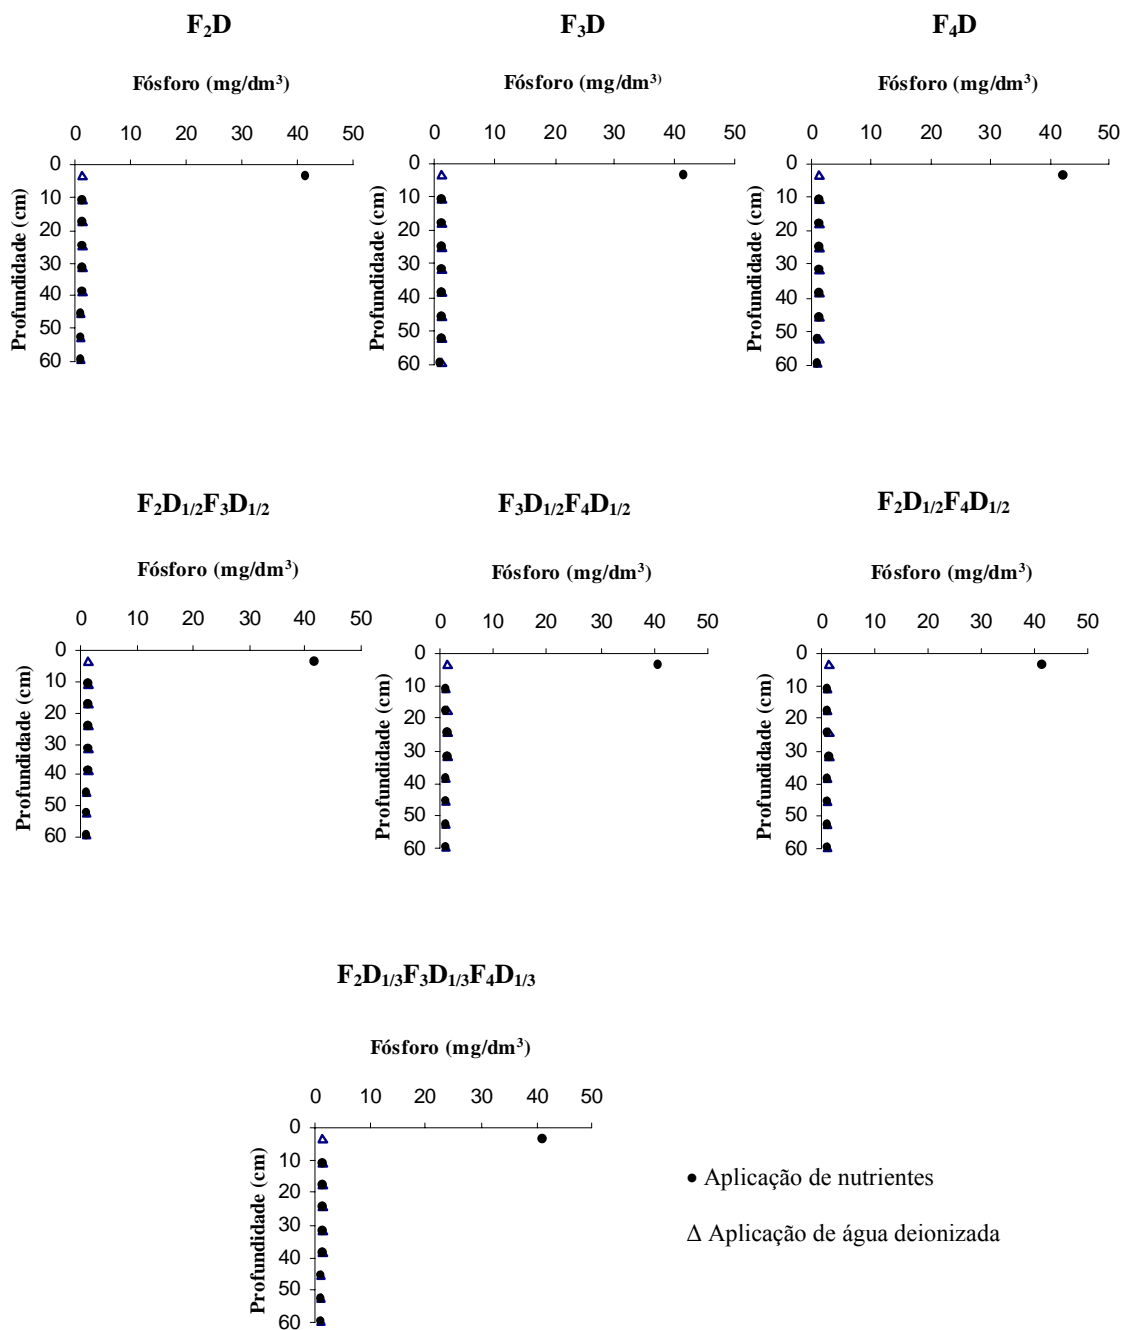 F₂D
F₃D
F₄D
Fósforo (mg/dm³)
Fósforo (mg/dm³⁾
Fósforo (mg/dm³)
0 10 20 30 40 50
0 10 20 30 40 50
0 10 20 30 40 50
Profundidade (cm)
0
10
20
30
40
50
60
Profundidade (cm)
0
10
20
30
40
50
60
Profundidade (cm)
0
10
20
30
40
50
60
F₂D₁/₂F₃D₁/₂
F₃D₁/₂F₄D₁/₂
F₂D₁/₂F₄D₁/₂
Fósforo (mg/dm³)
Fósforo (mg/dm³)
Fósforo (mg/dm³)
0 10 20 30 40 50
0 10 20 30 40 50
0 10 20 30 40 50
Profundidade (cm)
0
10
20
30
40
50
60
Profundidade (cm)
0
10
20
30
40
50
60
Profundidade (cm)
0
10
20
30
40
50
60
F₂D₁/₃F₃D₁/₃F₄D₁/₃
Fósforo (mg/dm³)
0 10 20 30 40 50
Profundidade (cm)
0
10
20
30
40
50
60
• Aplicação de nutrientes
Δ Aplicação de água deionizada